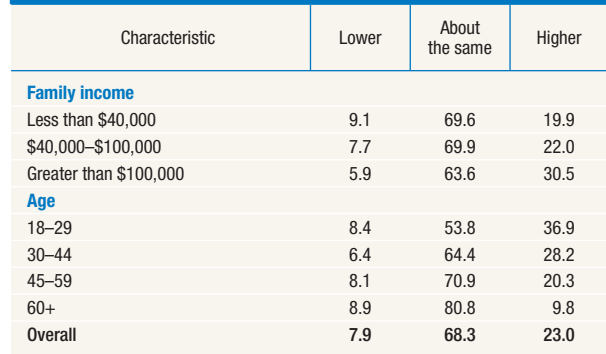 Characteristic Lower About the same Higher
Family income
Less than $40,000 9.1 69.6 19.9
$40,000–$100,000 7.7 69.9 22.0
Greater than $100,000 5.9 63.6 30.5
Age
18–29 8.4 53.8 36.9
30–44 6.4 64.4 28.2
45–59 8.1 70.9 20.3
60+ 8.9 80.8 9.8
Overall 7.9 68.3 23.0